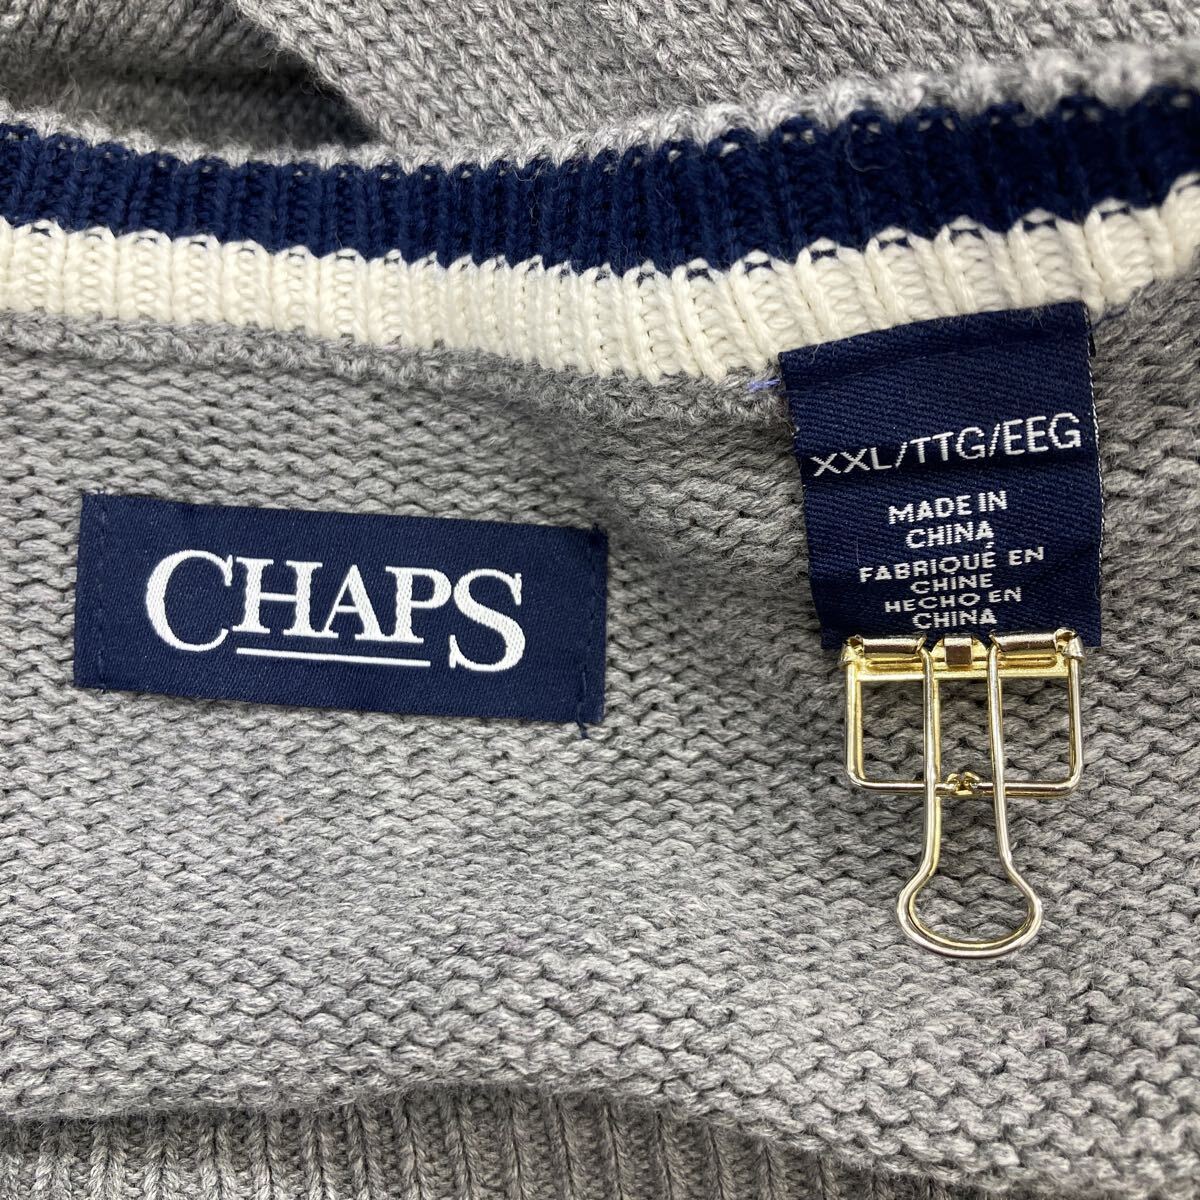 CHAPS
XXL/TTG/EEG
MADE IN
CHINA
FABRIQUÉ EN
CHINE
HECHO EN
CHINA